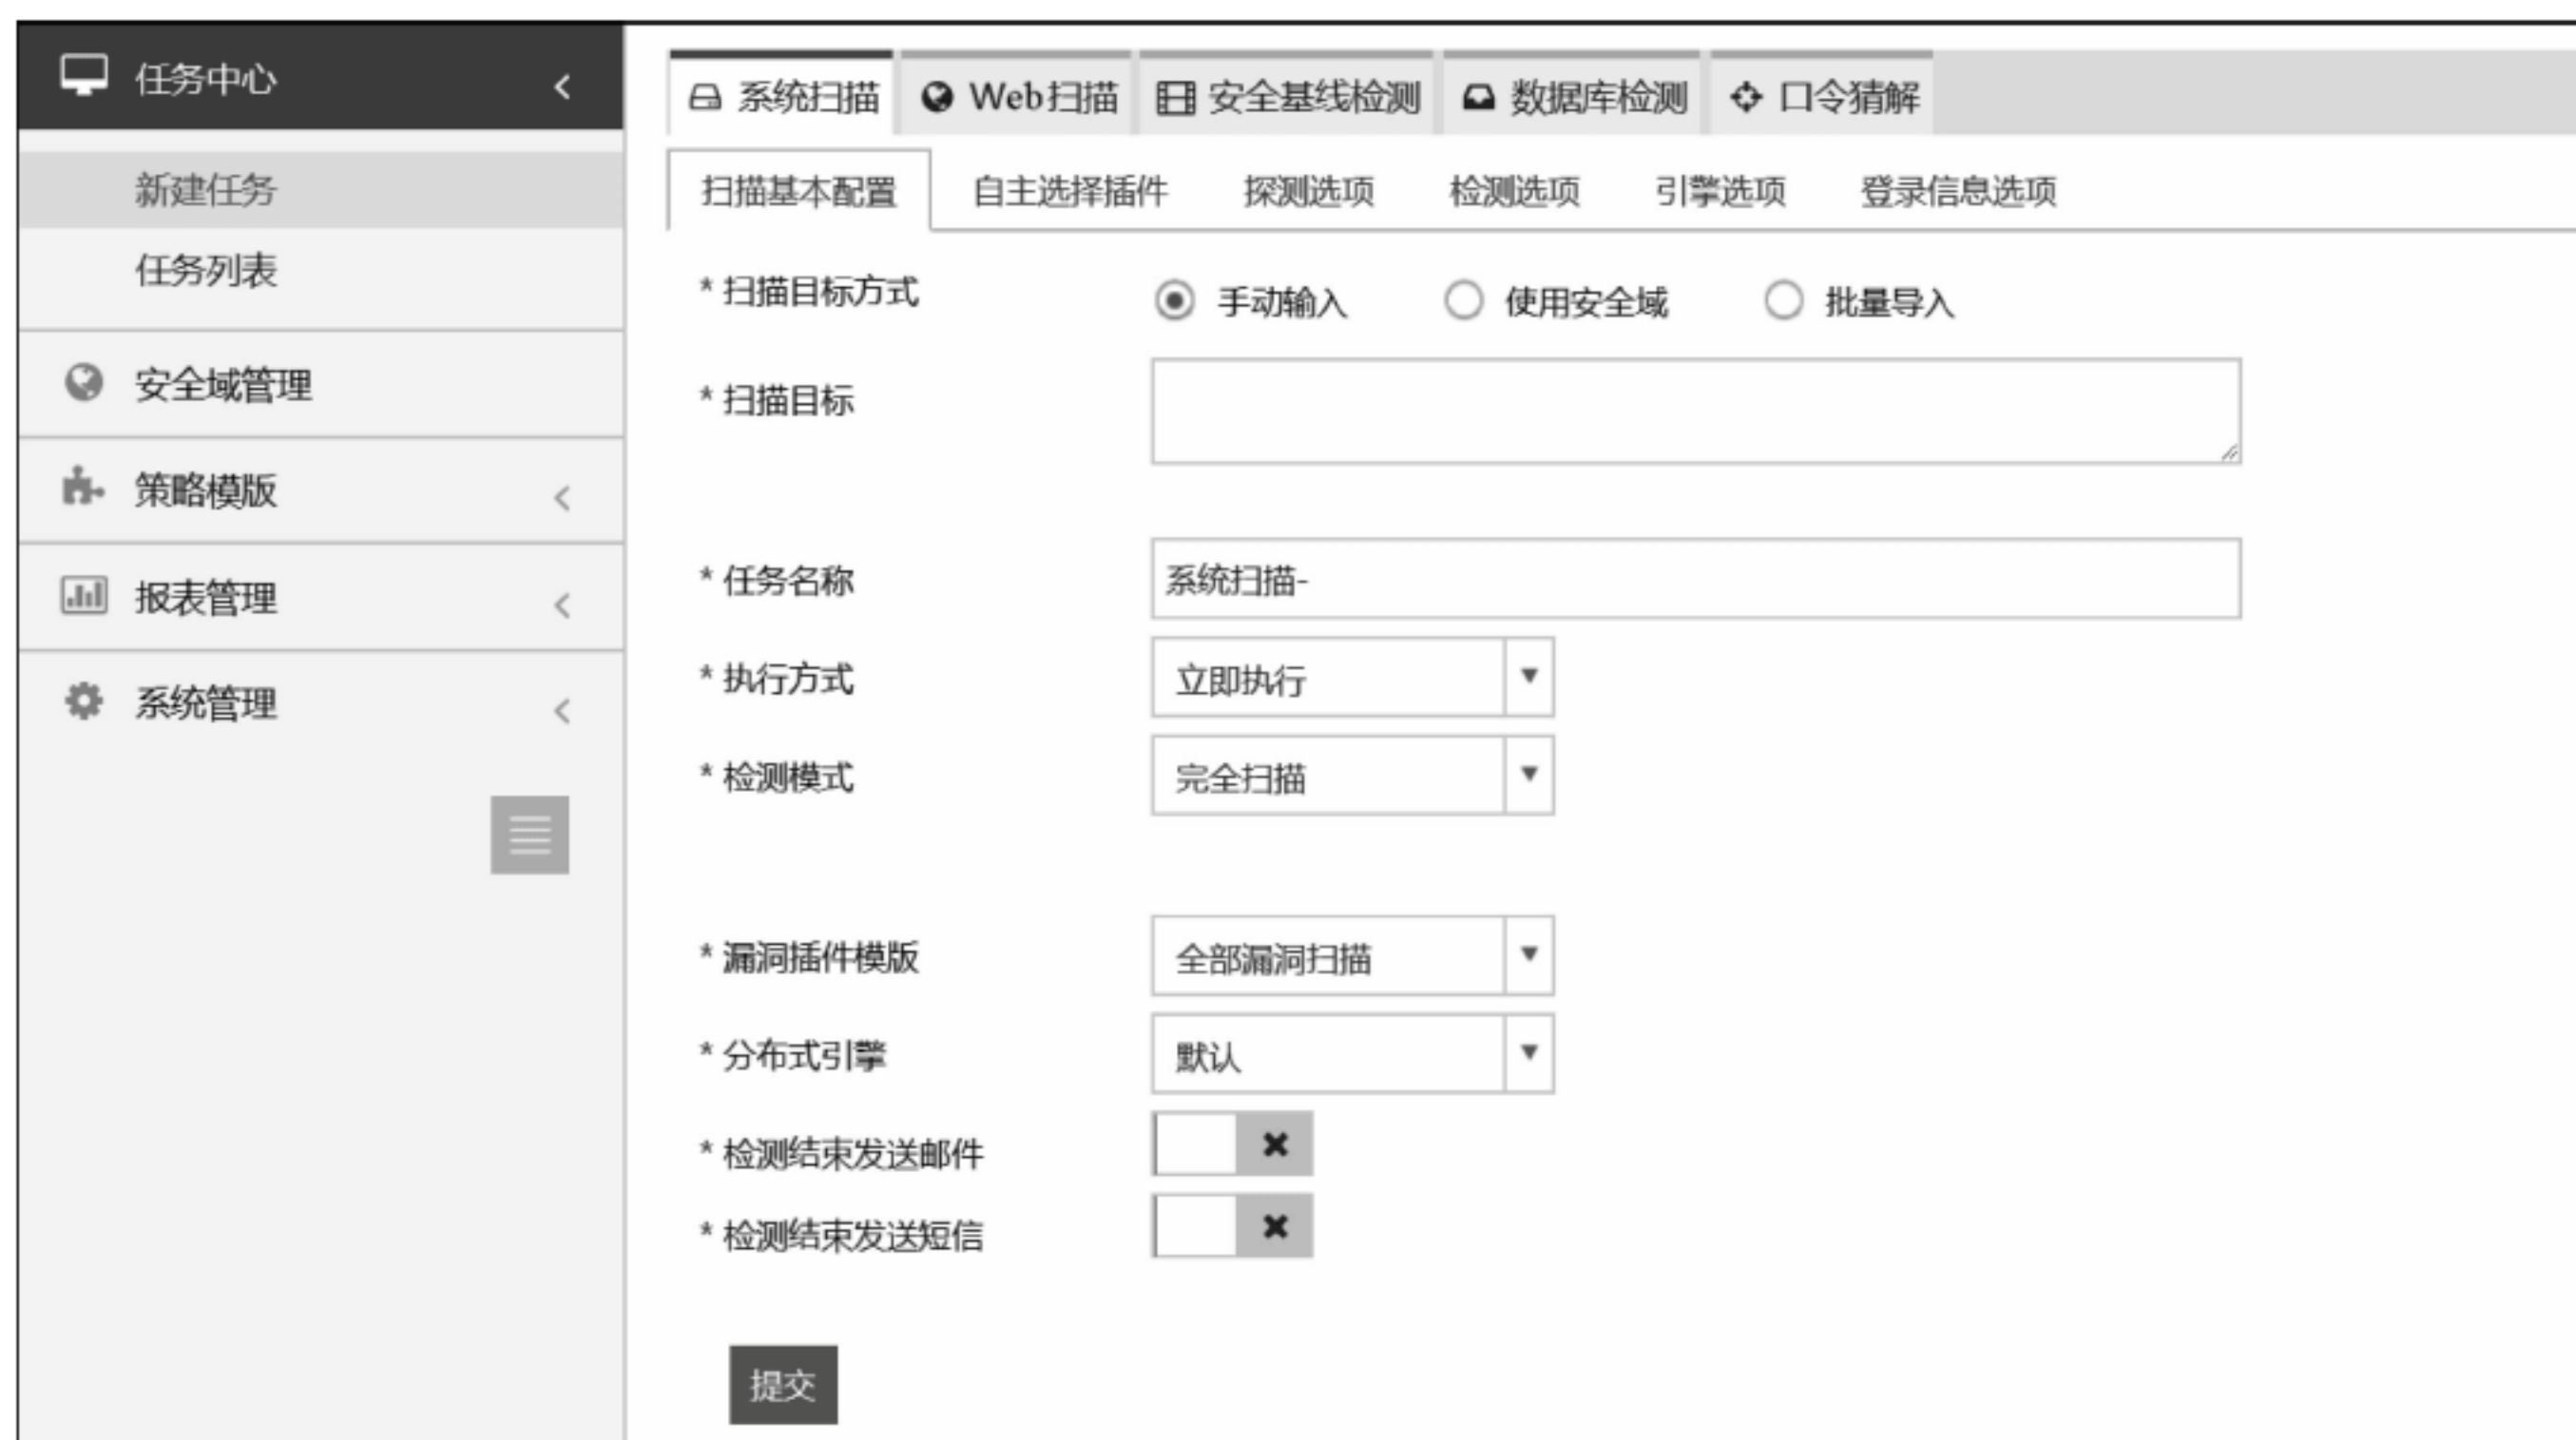 任务中心
新建任务
任务列表
安全域管理
策略模版
报表管理
系统管理
系统扫描 Web扫描 安全基线检测 数据库检测 口令猜解
扫描基本配置 自主选择插件 探测选项 检测选项 引擎选项 登录信息选项
* 扫描目标方式 手动输入 使用安全域 批量导入
* 扫描目标
* 任务名称 系统扫描-
* 执行方式 立即执行
* 检测模式 完全扫描
* 漏洞插件模版 全部漏洞扫描
* 分布式引擎 默认
* 检测结束发送邮件
* 检测结束发送短信
提交